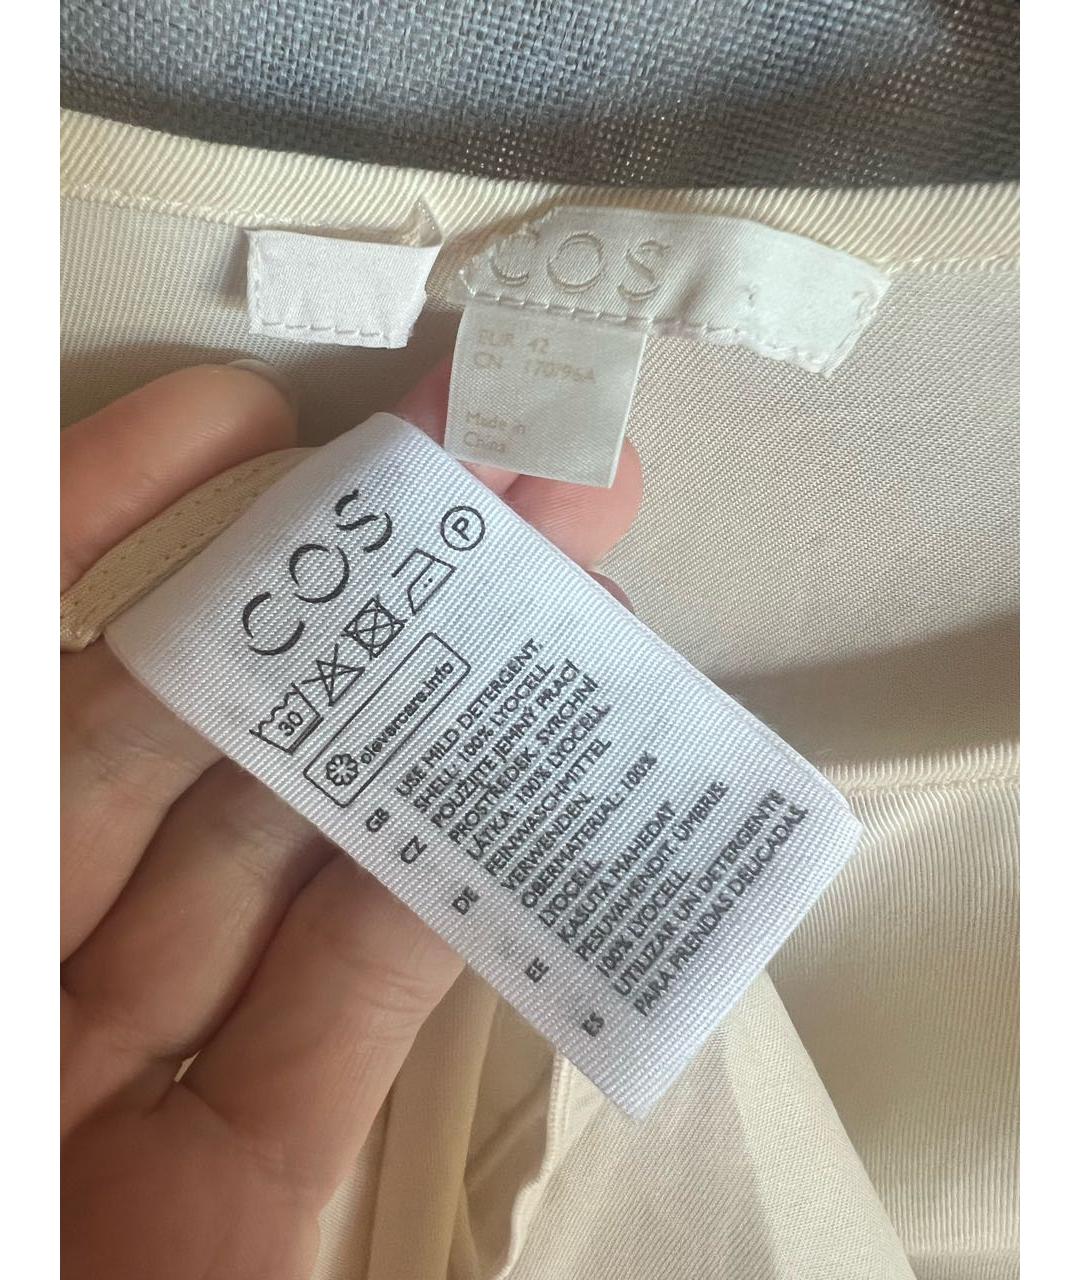 COS
EUR 42
CN 170/96A
Made in
China
COS
P
30
clevercare.info
GB USE MILD DETERGENT.
SHELL: 100% LYOCELL
CZ POUŽIJTE JEMNÝ PRACÍ
PROSTŘEDEK. SVRCHNÍ
LÁTKA: 100% LYOCELL
DE FEINWASCHMITTEL
VERWENDEN.
OBERMATERIAL: 100%
LYOCELL
EE KASUTA MAHEDAT
PESUVAHENDIT. ÜMBRIS:
100% LYOCELL
ES UTILIZAR UN DETERGENTE
PARA PRENDAS DELICADAS